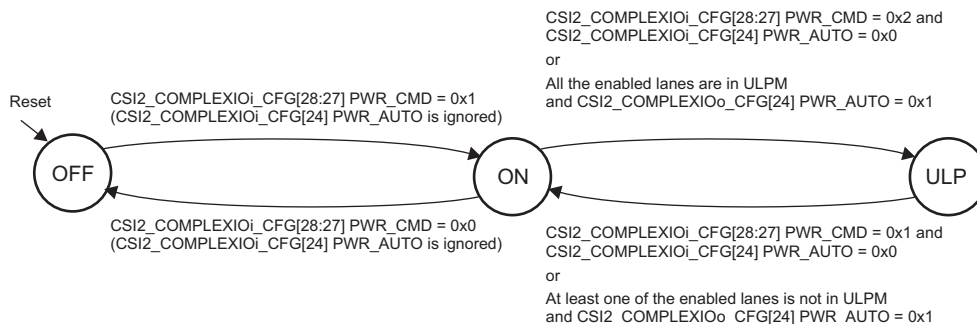 CSI2_COMPLEXIOi_CFG[28:27] PWR_CMD = 0x2 and
CSI2_COMPLEXIOi_CFG[24] PWR_AUTO = 0x0
or
All the enabled lanes are in ULPM
and CSI2_COMPLEXIOo_CFG[24] PWR_AUTO = 0x1
Reset
CSI2_COMPLEXIOi_CFG[28:27] PWR_CMD = 0x1
(CSI2_COMPLEXIOi_CFG[24] PWR_AUTO is ignored)
OFF
ON
ULP
CSI2_COMPLEXIOi_CFG[28:27] PWR_CMD = 0x0
(CSI2_COMPLEXIOi_CFG[24] PWR_AUTO is ignored)
CSI2_COMPLEXIOi_CFG[28:27] PWR_CMD = 0x1 and
CSI2_COMPLEXIOi_CFG[24] PWR_AUTO = 0x0
or
At least one of the enabled lanes is not in ULPM
and CSI2_COMPLEXIOo_CFG[24] PWR_AUTO = 0x1